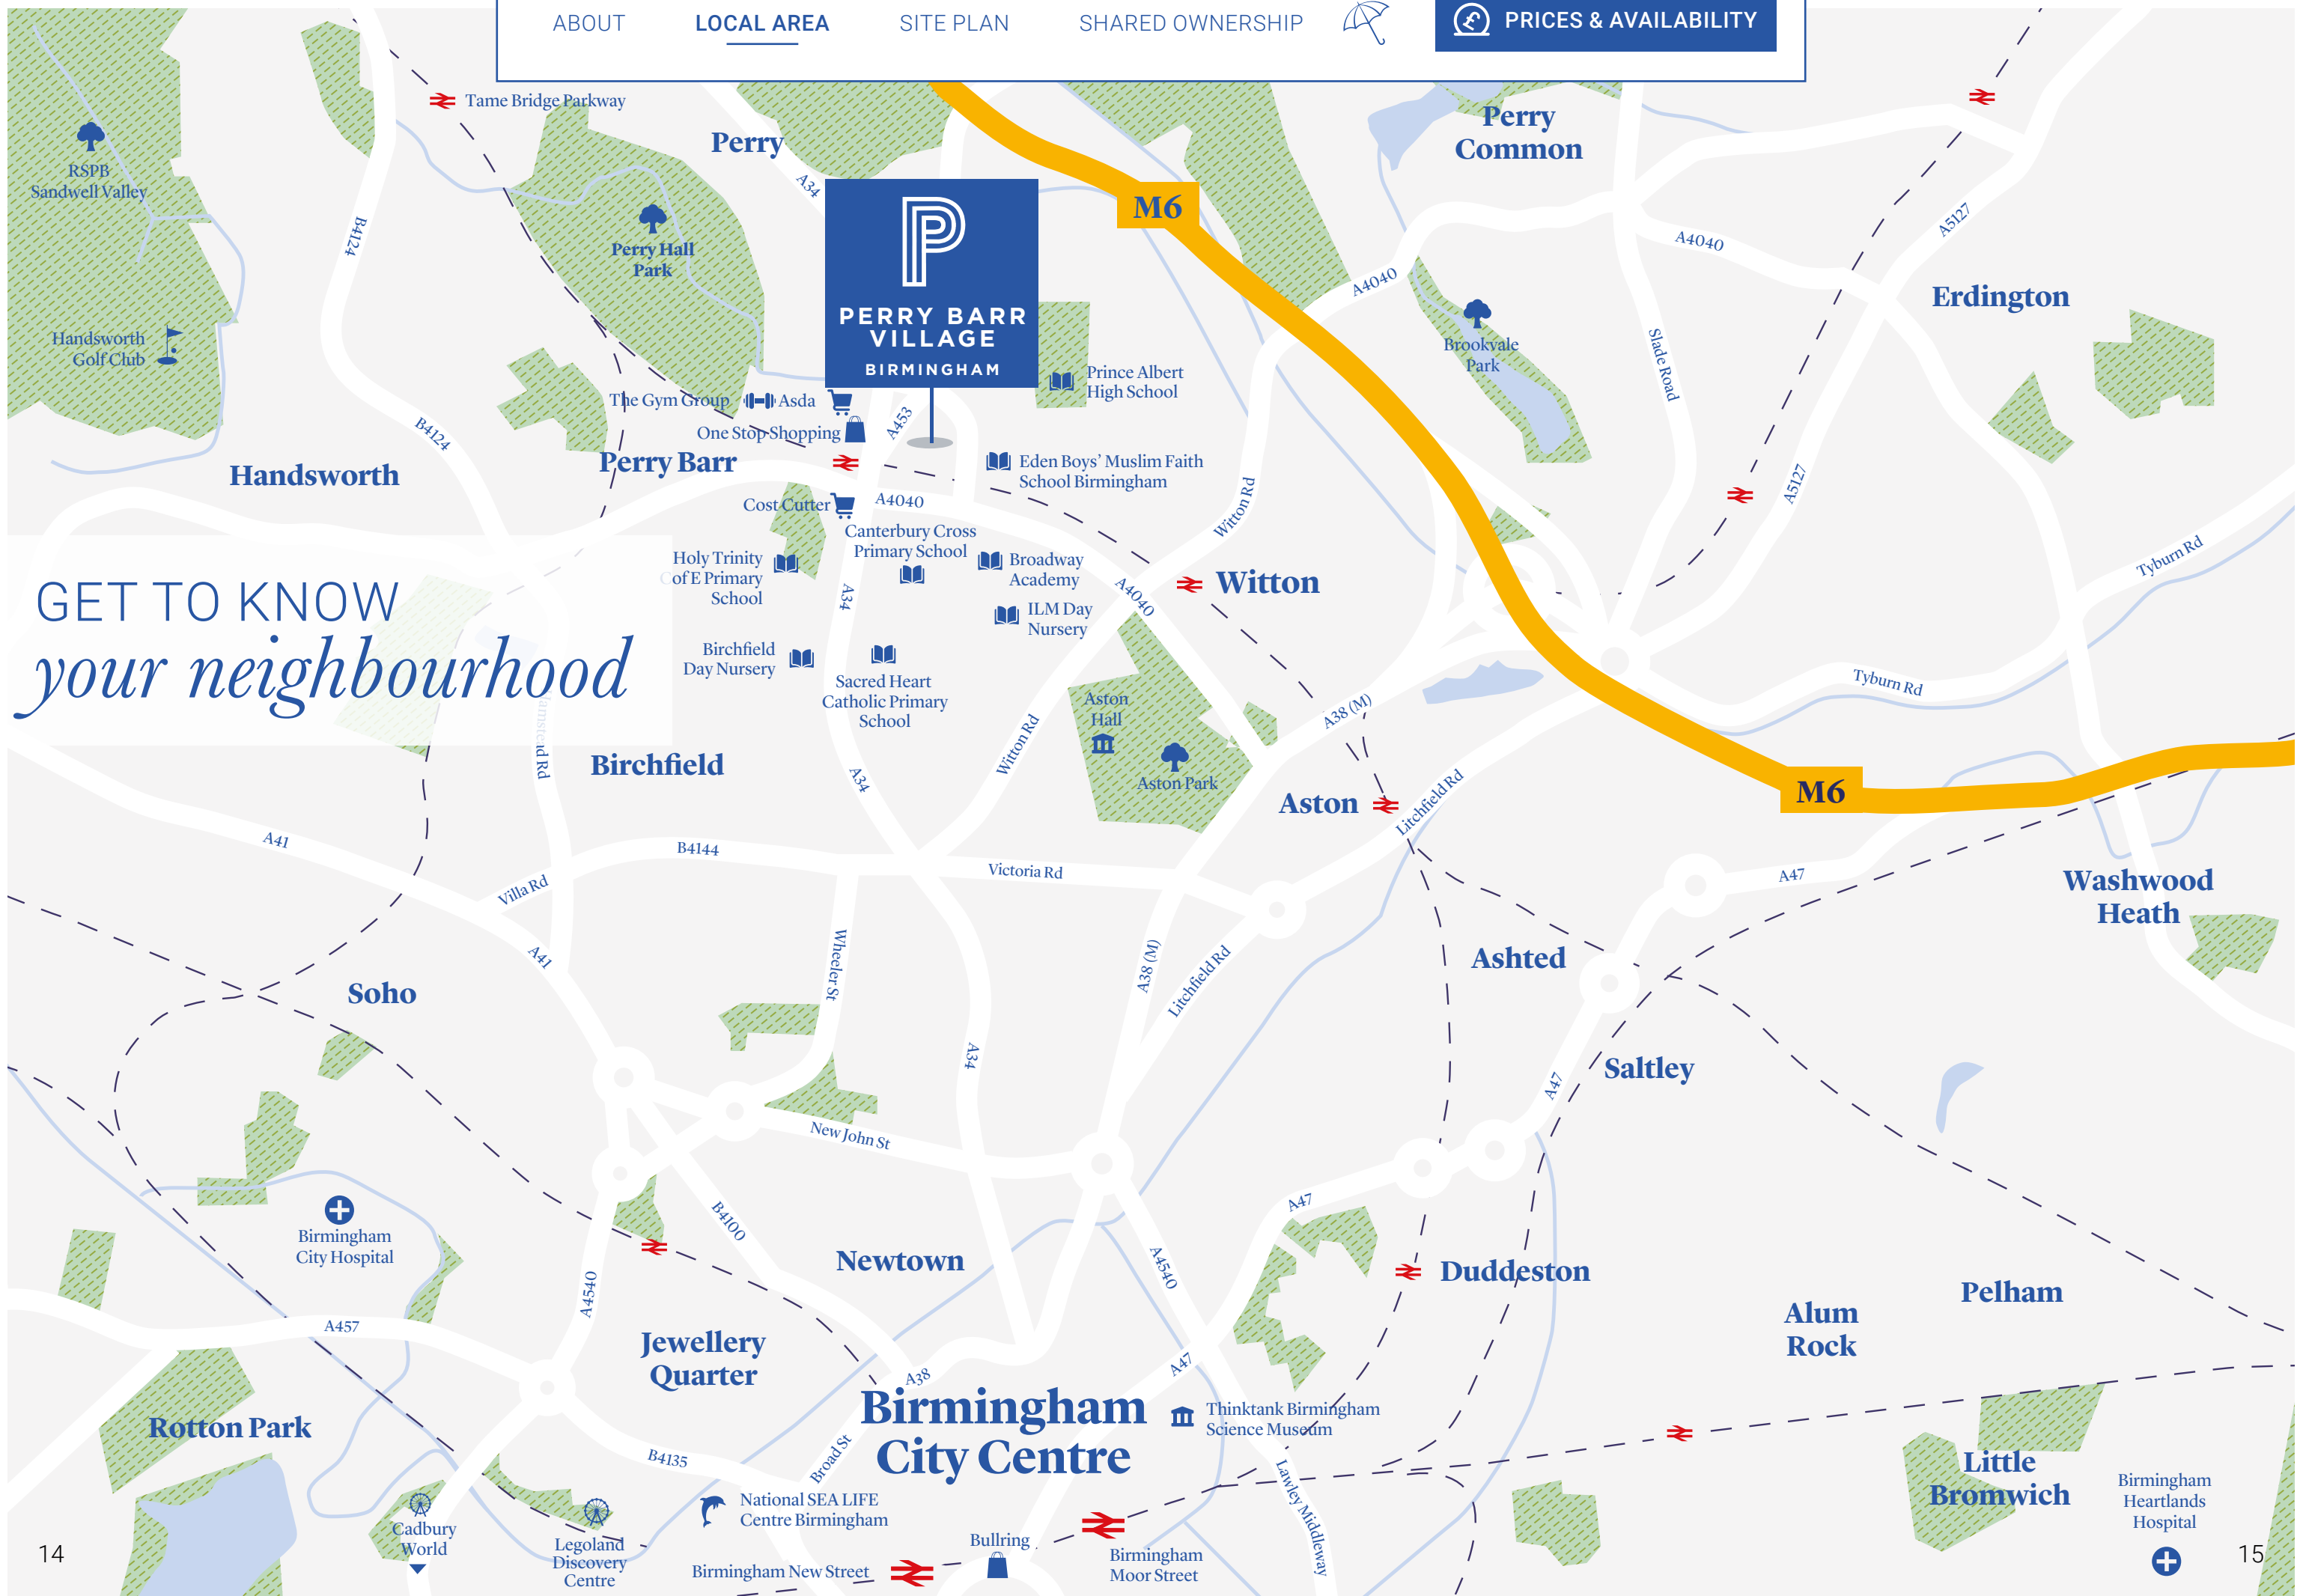 ABOUT
LOCAL AREA
SITE PLAN
SHARED OWNERSHIP
PRICES & AVAILABILITY
Tame Bridge Parkway
RSPB
Sandwell Valley
Perry
A34
Perry
Common
M6
B4124
Perry Hall
Park
PERRY BARR
VILLAGE
BIRMINGHAM
A4040
A4040
A5127
Erdington
Handsworth
Golf Club
Brookvale
Park
Slade Road
Prince Albert
High School
The Gym Group
Asda
One Stop Shopping
A453
B4124
Handsworth
Perry Barr
Eden Boys' Muslim Faith
School Birmingham
Witton Rd
A5127
Cost Cutter
A4040
Canterbury Cross
Primary School
Holy Trinity
C of E Primary
School
Broadway
Academy
A34
ILM Day
Nursery
A4040
Witton
Tyburn Rd
GET TO KNOW
your neighbourhood
Birchfield
Day Nursery
Sacred Heart
Catholic Primary
School
Aston
Hall
Aston Park
A38 (M)
Tyburn Rd
Hamstead Rd
Birchfield
A34
Witton Rd
Aston
Litchfield Rd
M6
A41
B4144
Victoria Rd
Villa Rd
A47
Washwood
Heath
A41
Wheeler St
A38 (M)
Litchfield Rd
Ashted
Soho
A34
Saltley
A47
New John St
B4100
A47
Birmingham
City Hospital
Newtown
A4540
A4540
Duddeston
Pelham
Alum
Rock
A457
Jewellery
Quarter
A38
A47
Birmingham
City Centre
Thinktank Birmingham
Science Museum
Rotton Park
B4135
Broad St
Lawley Middleway
Little
Bromwich
Birmingham
Heartlands
Hospital
National SEA LIFE
Centre Birmingham
Cadbury
World
Legoland
Discovery
Centre
Bullring
Birmingham New Street
Birmingham
Moor Street
14
15